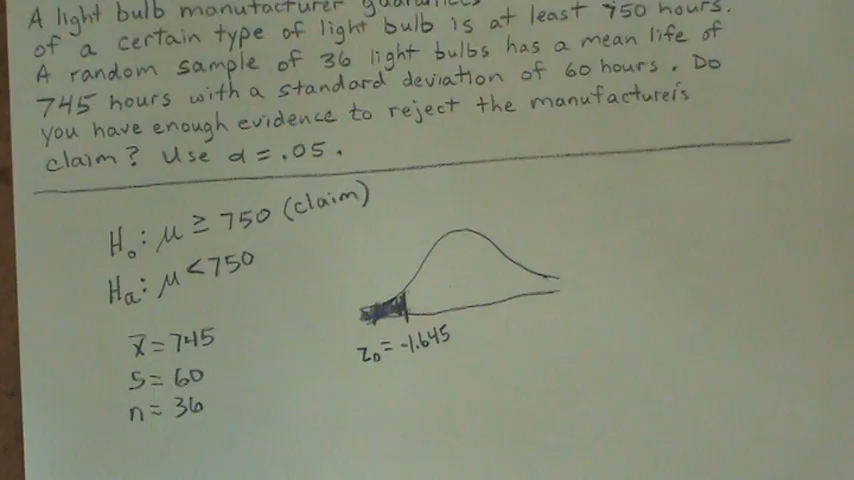 A light bulb manufacturer guarantees
of a certain type of light bulb is at least 750 hours.
A random sample of 36 light bulbs has a mean life of
745 hours with a standard deviation of 60 hours. Do
you have enough evidence to reject the manufacturer's
claim? Use α = .05.
H₀: μ ≥ 750 (claim)
Hₐ: μ < 750
x̄ = 745
s = 60
n = 36
z₀ = -1.645